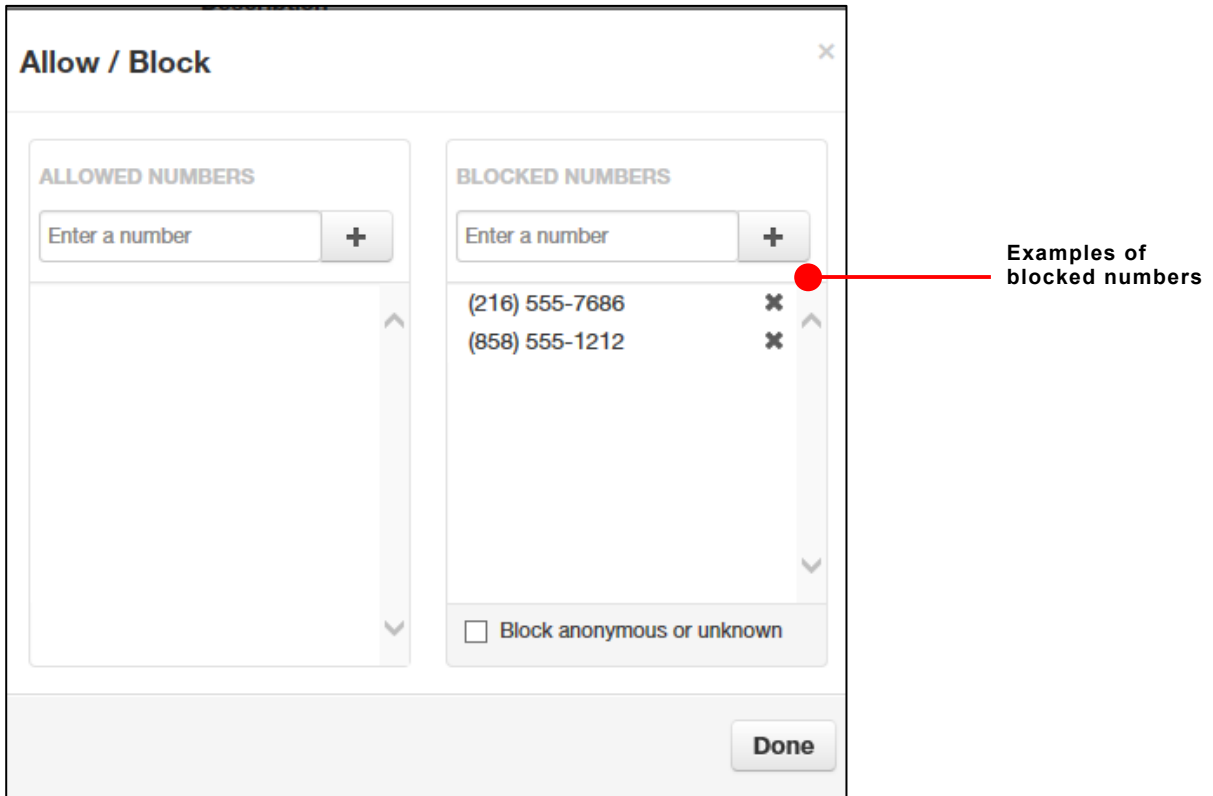 Allow / Block
×
ALLOWED NUMBERS
Enter a number
+
BLOCKED NUMBERS
Enter a number
+
(216) 555-7686 ✖
(858) 555-1212 ✖
Block anonymous or unknown
Done
Examples of
blocked numbers